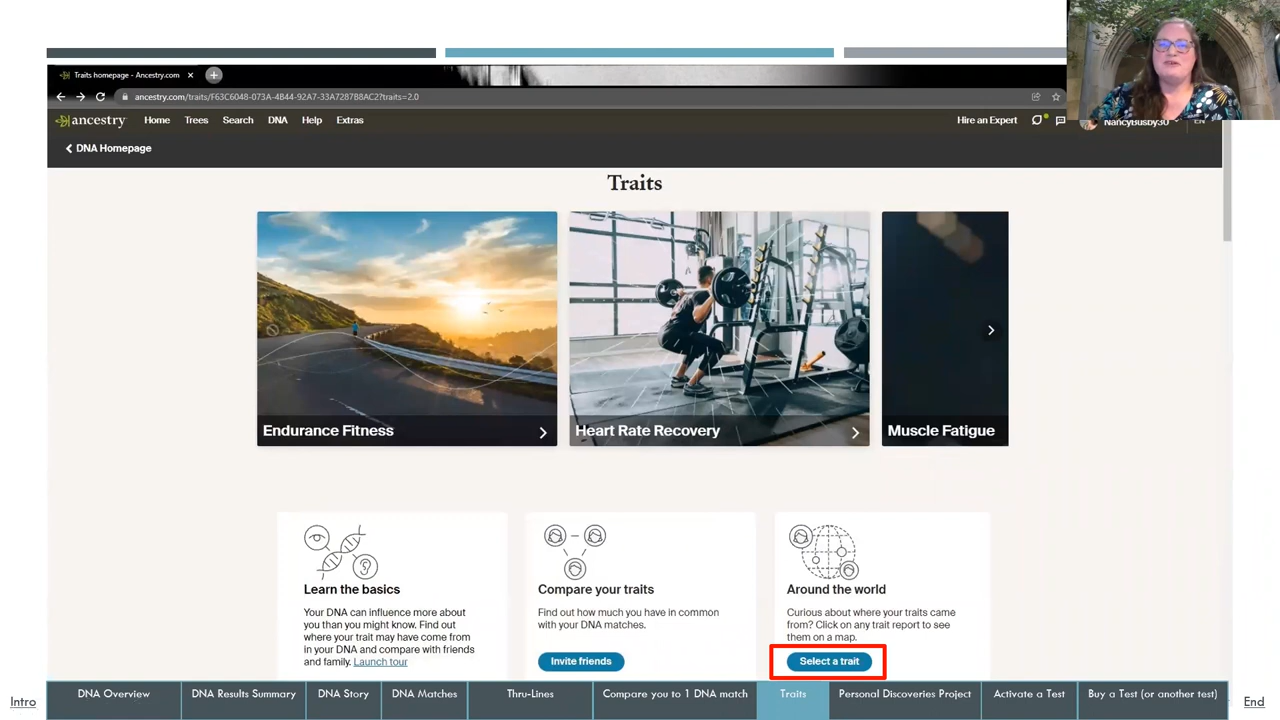 Traits homepage - Ancestry.com
ancestry.com/traits/F63C6048-073A-4B44-92A7-33A7287B8AC2?traits=2.0
ancestry
Home Trees Search DNA Help Extras
Hire an Expert
NancyBusby30
EN
DNA Homepage
Traits
Endurance Fitness
Heart Rate Recovery
Muscle Fatigue
Learn the basics
Your DNA can influence more about
you than you might know. Find out
where your trait may have come from
in your DNA and compare with friends
and family. Launch tour
Compare your traits
Find out how much you have in common
with your DNA matches.
Invite friends
Around the world
Curious about where your traits came
from? Click on any trait report to see
them on a map.
Select a trait
Intro
DNA Overview
DNA Results Summary
DNA Story
DNA Matches
Thru-Lines
Compare you to 1 DNA match
Traits
Personal Discoveries Project
Activate a Test
Buy a Test (or another test)
End